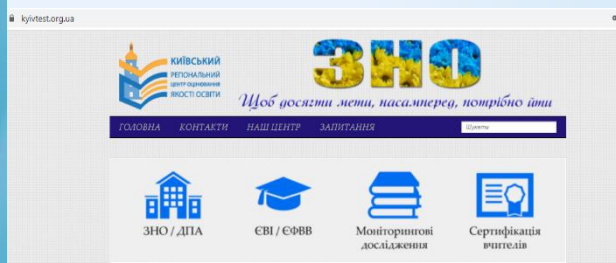 kyivtest.org.ua
КИЇВСЬКИЙ
РЕГІОНАЛЬНИЙ
ЦЕНТР ОЦІНЮВАННЯ
ЯКОСТІ ОСВІТИ
ЗНО
Щоб досягти мети, насамперед, потрібно йти
ГОЛОВНА КОНТАКТИ НАШ ЦЕНТР ЗАПИТАННЯ
Шукати
ЗНО / ДПА
ЄВІ / ЄФВВ
Моніторингові
дослідження
Сертифікація
вчителів